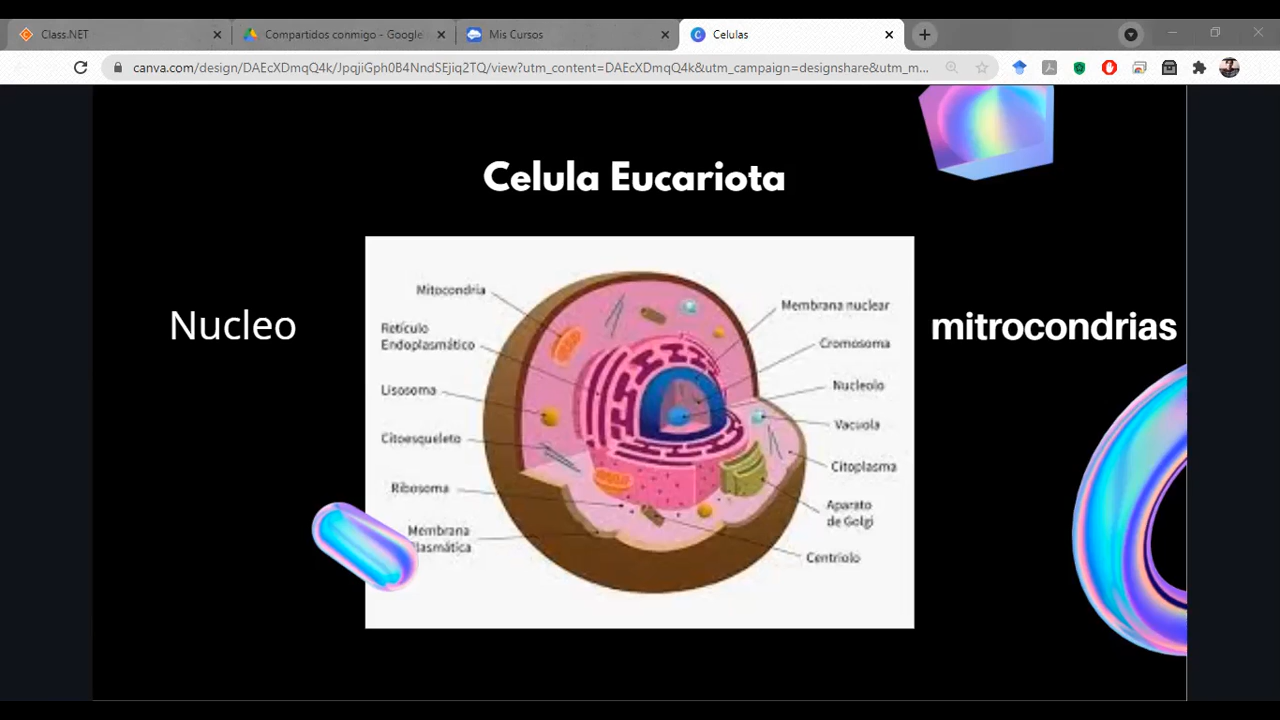 Class.NET
Compartidos conmigo - Google
Mis Cursos
Celulas
canva.com/design/DAEcXDmqQ4k/JpqjiGph0B4NndSEjiq2TQ/view?utm_content=DAEcXDmqQ4k&utm_campaign=designshare&utm_m...
Celula Eucariota
Nucleo
mitrocondrias
Mitocondria
Retículo
Endoplasmático
Lisosoma
Citoesqueleto
Ribosoma
Membrana
lasmática
Membrana nuclear
Cromosoma
Nucleolo
Vacuola
Citoplasma
Aparato
de Golgi
Centriolo